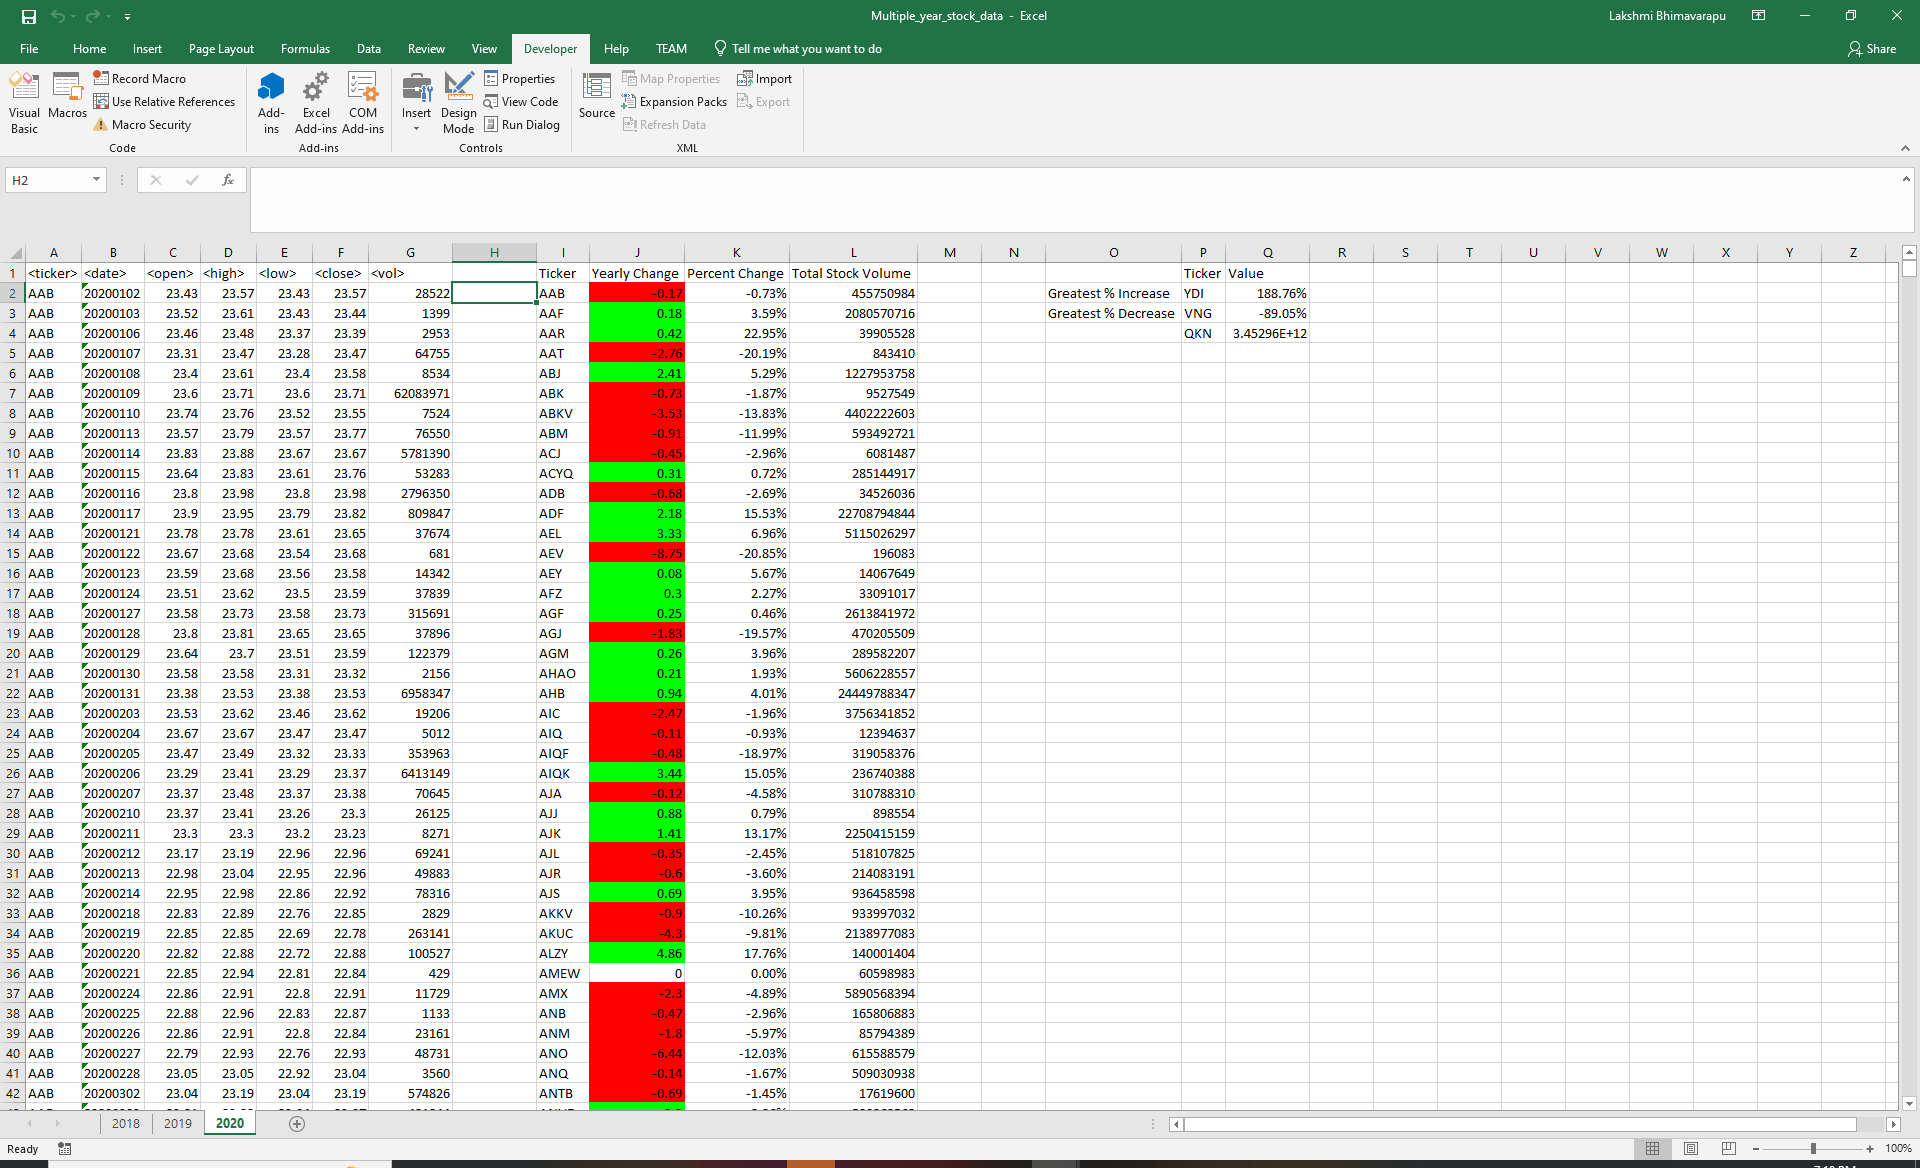 Multiple_year_stock_data - Excel
Lakshmi Bhimavarapu
File Home Insert Page Layout Formulas Data Review View Developer Help TEAM Tell me what you want to do Share
Visual Basic
Macros
Record Macro
Use Relative References
Macro Security
Code
Add-ins
Excel Add-ins
COM Add-ins
Add-ins
Insert
Design Mode
Properties
View Code
Run Dialog
Controls
Source
Map Properties
Expansion Packs
Refresh Data
Import
Export
XML
H2
fx
A B C D E F G H I J K L M N O P Q R S T U V W X Y Z
1 <ticker> <date> <open> <high> <low> <close> <vol> Ticker Yearly Change Percent Change Total Stock Volume Ticker Value
2 AAB 20200102 23.43 23.57 23.43 23.57 28522 AAB -0.17 -0.73% 455750984 Greatest % Increase YDI 188.76%
3 AAB 20200103 23.52 23.61 23.43 23.44 1399 AAF 0.18 3.59% 2080570716 Greatest % Decrease VNG -89.05%
4 AAB 20200106 23.46 23.48 23.37 23.39 2953 AAR 0.42 22.95% 39905528 QKN 3.45296E+12
5 AAB 20200107 23.31 23.47 23.28 23.47 64755 AAT -2.76 -20.19% 843410
6 AAB 20200108 23.4 23.61 23.4 23.58 8534 ABJ 2.41 5.29% 1227953758
7 AAB 20200109 23.6 23.71 23.6 23.71 62083971 ABK -0.73 -1.87% 9527549
8 AAB 20200110 23.74 23.76 23.52 23.55 7524 ABKV -3.53 -13.83% 4402222603
9 AAB 20200113 23.57 23.79 23.57 23.77 76550 ABM -0.91 -11.99% 593492721
10 AAB 20200114 23.83 23.88 23.67 23.67 5781390 ACJ -0.45 -2.96% 6081487
11 AAB 20200115 23.64 23.83 23.61 23.76 53283 ACYQ 0.31 0.72% 285144917
12 AAB 20200116 23.8 23.98 23.8 23.98 2796350 ADB -0.68 -2.69% 34526036
13 AAB 20200117 23.9 23.95 23.79 23.82 809847 ADF 2.18 15.53% 22708794844
14 AAB 20200121 23.78 23.78 23.61 23.65 37674 AEL 3.33 6.96% 5115026297
15 AAB 20200122 23.67 23.68 23.54 23.68 681 AEV -8.75 -20.85% 196083
16 AAB 20200123 23.59 23.68 23.56 23.58 14342 AEY 0.08 5.67% 14067649
17 AAB 20200124 23.51 23.62 23.5 23.59 37839 AFZ 0.3 2.27% 33091017
18 AAB 20200127 23.58 23.73 23.58 23.73 315691 AGF 0.25 0.46% 2613841972
19 AAB 20200128 23.8 23.81 23.65 23.65 37896 AGJ -1.83 -19.57% 470205509
20 AAB 20200129 23.64 23.7 23.51 23.59 122379 AGM 0.26 3.96% 289582207
21 AAB 20200130 23.58 23.58 23.31 23.32 2156 AHAO 0.21 1.93% 5606228557
22 AAB 20200131 23.38 23.53 23.38 23.53 6958347 AHB 0.94 4.01% 24449788347
23 AAB 20200203 23.53 23.62 23.46 23.62 19206 AIC -2.47 -1.96% 3756341852
24 AAB 20200204 23.67 23.67 23.47 23.47 5012 AIQ -0.11 -0.93% 12394637
25 AAB 20200205 23.47 23.49 23.32 23.33 353963 AIQF -0.48 -18.97% 319058376
26 AAB 20200206 23.29 23.41 23.29 23.37 6413149 AIQK 3.44 15.05% 236740388
27 AAB 20200207 23.37 23.48 23.37 23.38 70645 AJA -0.12 -4.58% 310788310
28 AAB 20200210 23.37 23.41 23.26 23.3 26125 AJJ 0.88 0.79% 898554
29 AAB 20200211 23.3 23.3 23.2 23.23 8271 AJK 1.41 13.17% 2250415159
30 AAB 20200212 23.17 23.19 22.96 22.96 69241 AJL -0.35 -2.45% 518107825
31 AAB 20200213 22.98 23.04 22.95 22.96 49883 AJR -0.6 -3.60% 214083191
32 AAB 20200214 22.95 22.98 22.86 22.92 78316 AJS 0.69 3.95% 936458598
33 AAB 20200218 22.83 22.89 22.76 22.85 2829 AKKV -0.9 -10.26% 933997032
34 AAB 20200219 22.85 22.85 22.69 22.78 263141 AKUC -4.3 -9.81% 2138977083
35 AAB 20200220 22.82 22.88 22.72 22.88 100527 ALZY 4.86 17.76% 140001404
36 AAB 20200221 22.85 22.94 22.81 22.84 429 AMEW 0 0.00% 60598983
37 AAB 20200224 22.86 22.91 22.8 22.91 11729 AMX -2.3 -4.89% 5890568394
38 AAB 20200225 22.88 22.96 22.83 22.87 1133 ANB -0.47 -2.96% 165806883
39 AAB 20200226 22.86 22.91 22.8 22.84 23161 ANM -1.8 -5.97% 85794389
40 AAB 20200227 22.79 22.93 22.76 22.93 48731 ANO -6.44 -12.03% 615588579
41 AAB 20200228 23.05 23.05 22.92 23.04 3560 ANQ -0.14 -1.67% 509030938
42 AAB 20200302 23.04 23.19 23.04 23.19 574826 ANTB -0.69 -1.45% 17619600
2018 2019 2020
Ready
100%